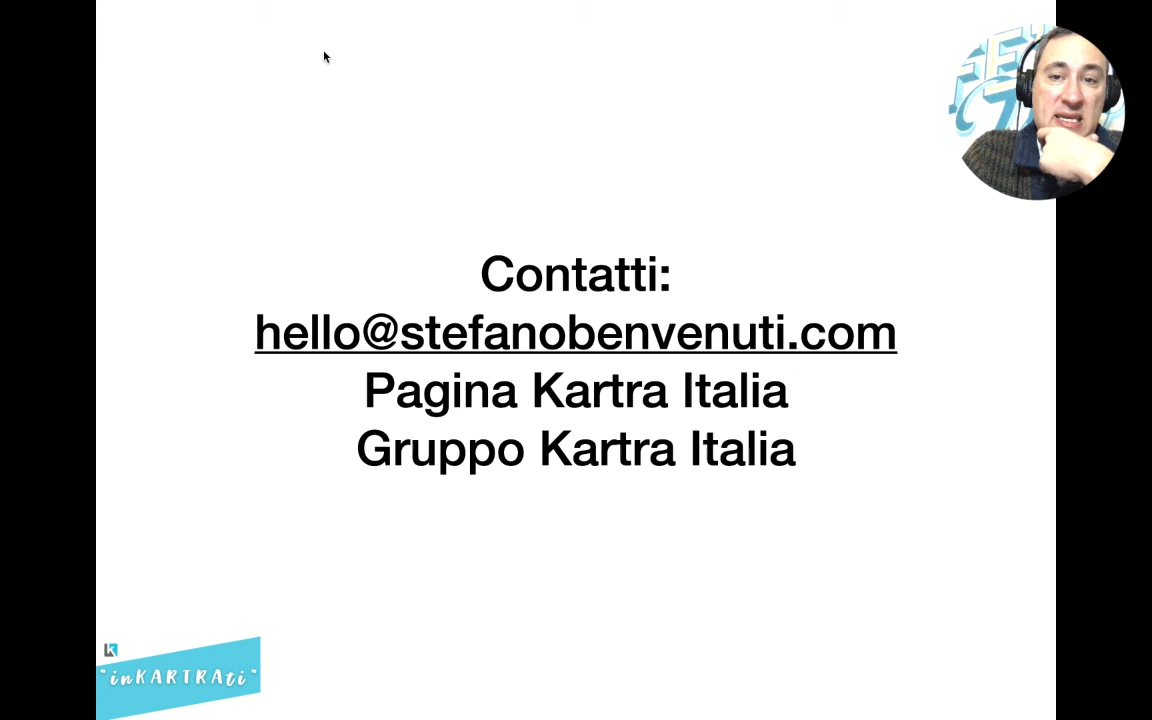 Contatti:
hello@stefanobenvenuti.com
Pagina Kartra Italia
Gruppo Kartra Italia
k
"inKARTRAti"